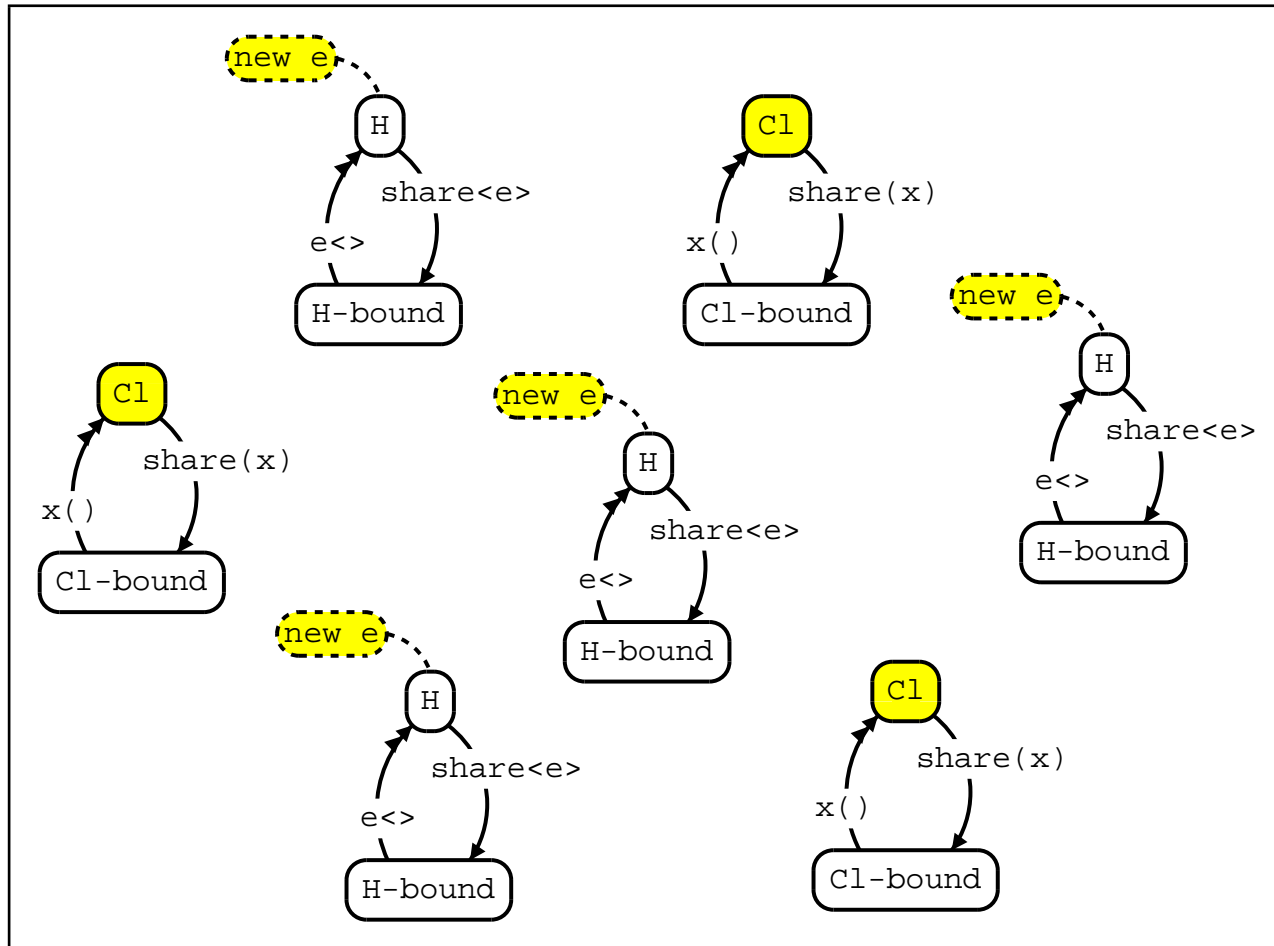 new e
H
share<e>
e<>
H-bound
Cl
share(x)
x()
Cl-bound
new e
H
share<e>
e<>
H-bound
Cl
share(x)
x()
Cl-bound
new e
H
share<e>
e<>
H-bound
new e
H
share<e>
e<>
H-bound
Cl
share(x)
x()
Cl-bound